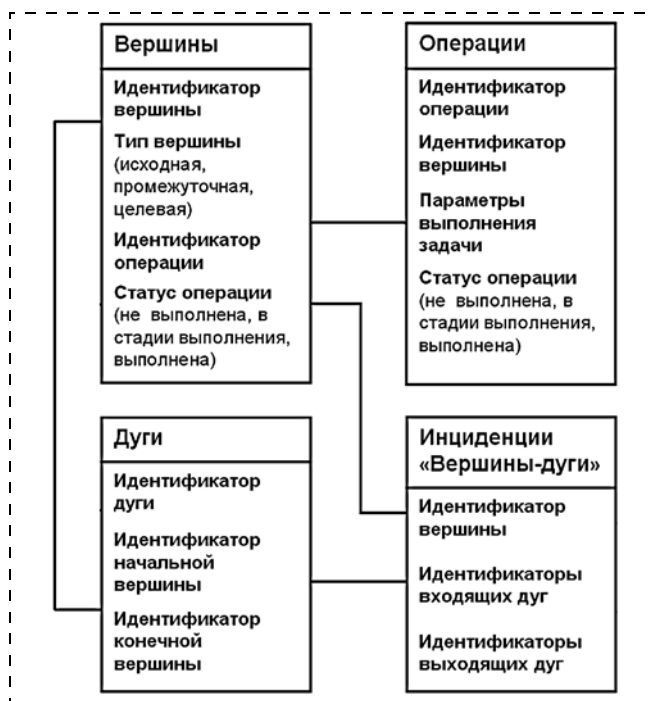 Вершины
Идентификатор
вершины
Тип вершины
(исходная,
промежуточная,
целевая)
Идентификатор
операции
Статус операции
(не выполнена, в
стадии выполнения,
выполнена)
Операции
Идентификатор
операции
Идентификатор
вершины
Параметры
выполнения
задачи
Статус операции
(не выполнена, в
стадии выполнения,
выполнена)
Дуги
Идентификатор
дуги
Идентификатор
начальной
вершины
Идентификатор
конечной
вершины
Инциденции
«Вершины-дуги»
Идентификатор
вершины
Идентификаторы
входящих дуг
Идентификаторы
выходящих дуг